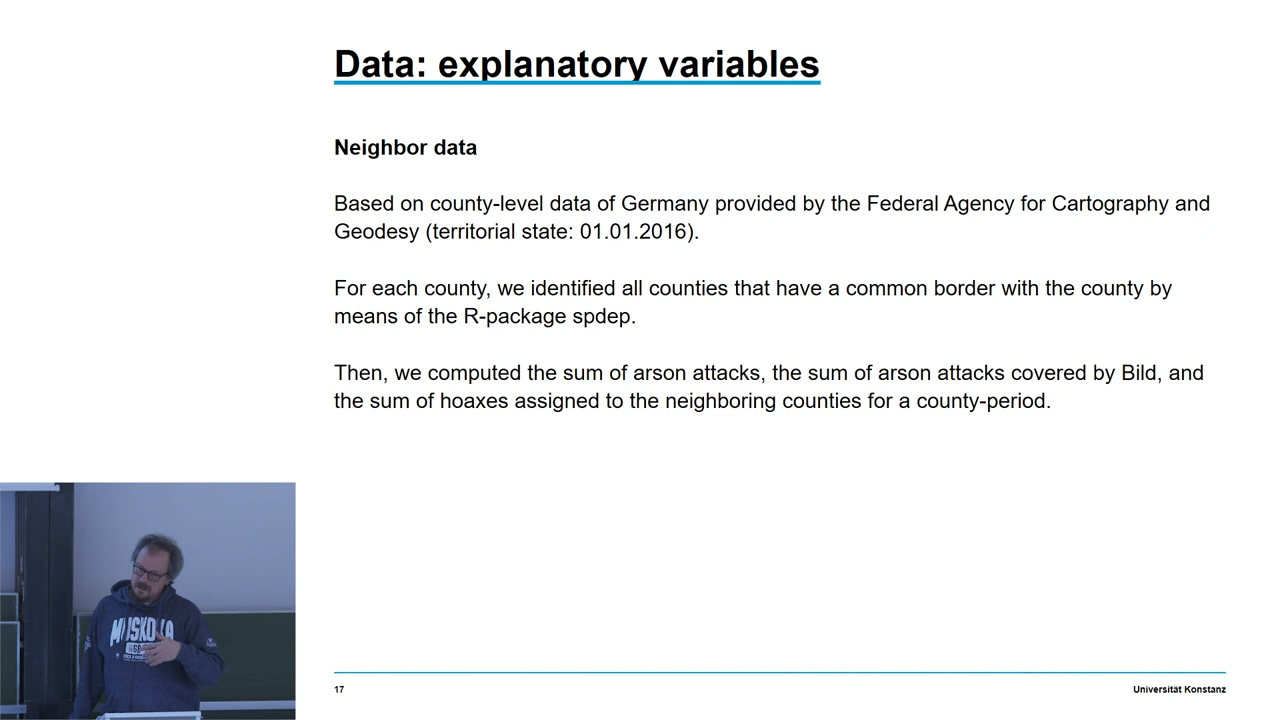 Data: explanatory variables
Neighbor data
Based on county-level data of Germany provided by the Federal Agency for Cartography and
Geodesy (territorial state: 01.01.2016).
For each county, we identified all counties that have a common border with the county by
means of the R-package spdep.
Then, we computed the sum of arson attacks, the sum of arson attacks covered by Bild, and
the sum of hoaxes assigned to the neighboring counties for a county-period.
MUSKOKA
17
Universität Konstanz